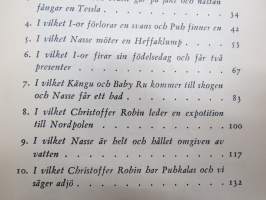 fångar en Tessla 34
4. I vilket I-or förlorar en svans och Puh finner en
42
5. I vilket Nasse möter en Heffaklump 54
6. I vilket I-or firar sin födelsedag och får två
presenter 67
7. I vilket Kängu och Baby Ru kommer till skogen
och Nasse får ett bad 83
8. I vilket Christoffer Robin leder en expotition
till Nordpolen 100
9. I vilket Nasse är helt och hållet omgiven av
vatten 117
10. I vilket Christoffer Robin har Puhkalas och vi
säger adjö 132